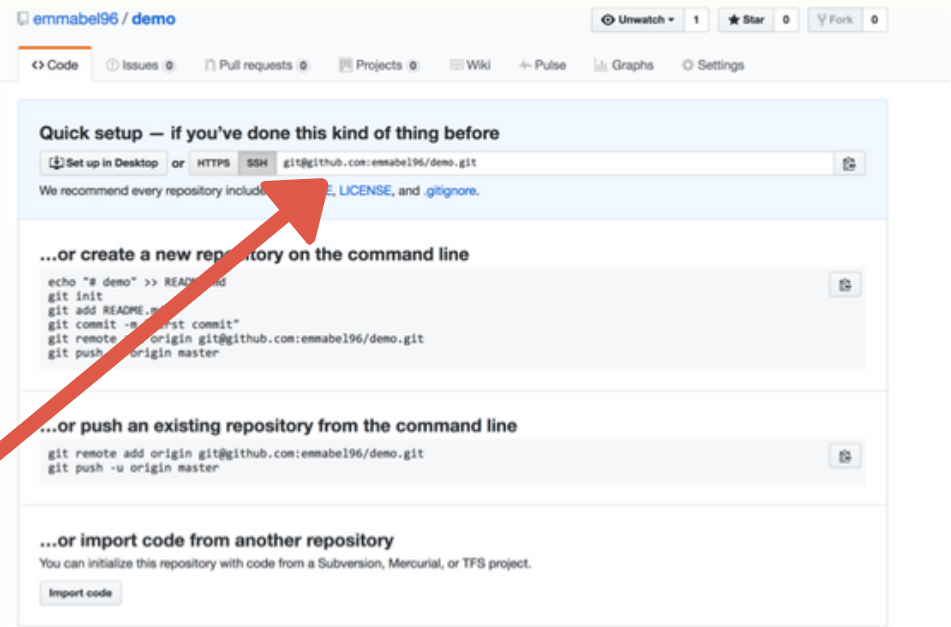 emmabel96 / demo
Unwatch 1 Star 0 Fork 0
Code Issues 0 Pull requests 0 Projects 0 Wiki Pulse Graphs Settings
Quick setup — if you've done this kind of thing before
Set up in Desktop or HTTPS SSH git@github.com:emmabel96/demo.git
We recommend every repository include LICENSE, and .gitignore.
...or create a new repository on the command line
echo "# demo" >>
git init
git add
git commit commit"
git remote origin git@github.com:emmabel96/demo.git
git push origin master
...or push an existing repository from the command line
git remote add origin git@github.com:emmabel96/demo.git
git push -u origin master
...or import code from another repository
You can initialize this repository with code from a Subversion, Mercurial, or TFS project.
Import code